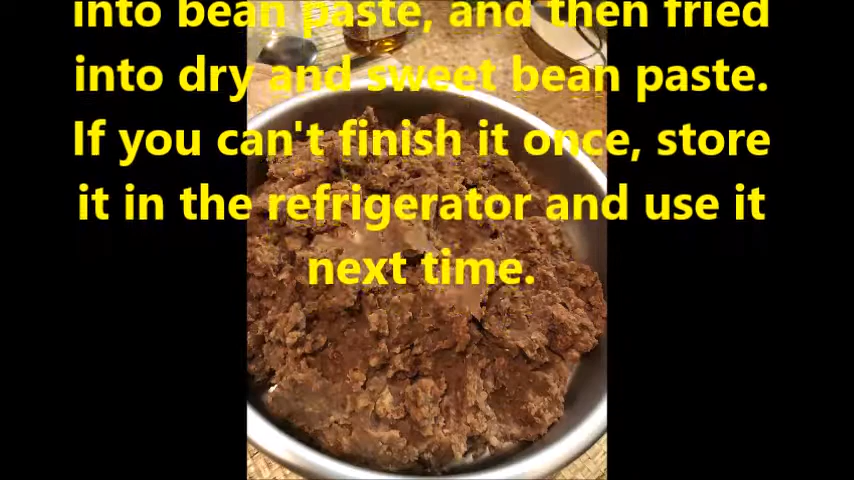 into bean paste, and then fried
into dry and sweet bean paste.
If you can't finish it once, store
it in the refrigerator and use it
next time.